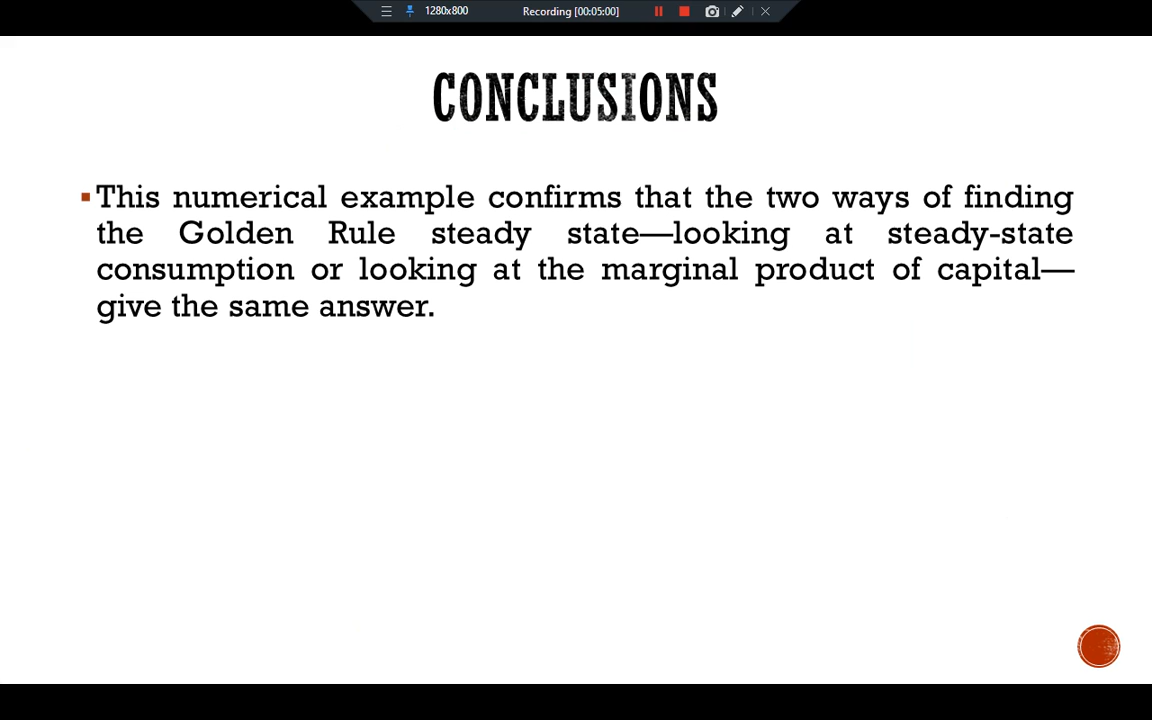 1280x800 Recording [00:05:00]
CONCLUSIONS
This numerical example confirms that the two ways of finding
the Golden Rule steady state—looking at steady-state
consumption or looking at the marginal product of capital—
give the same answer.